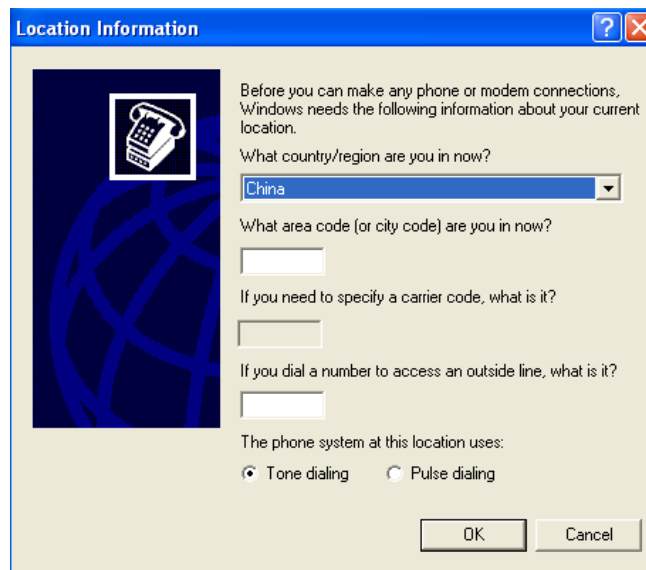 Location Information
Before you can make any phone or modem connections,
Windows needs the following information about your current
location.
What country/region are you in now?
China
What area code (or city code) are you in now?
If you need to specify a carrier code, what is it?
If you dial a number to access an outside line, what is it?
The phone system at this location uses:
Tone dialing Pulse dialing
OK Cancel